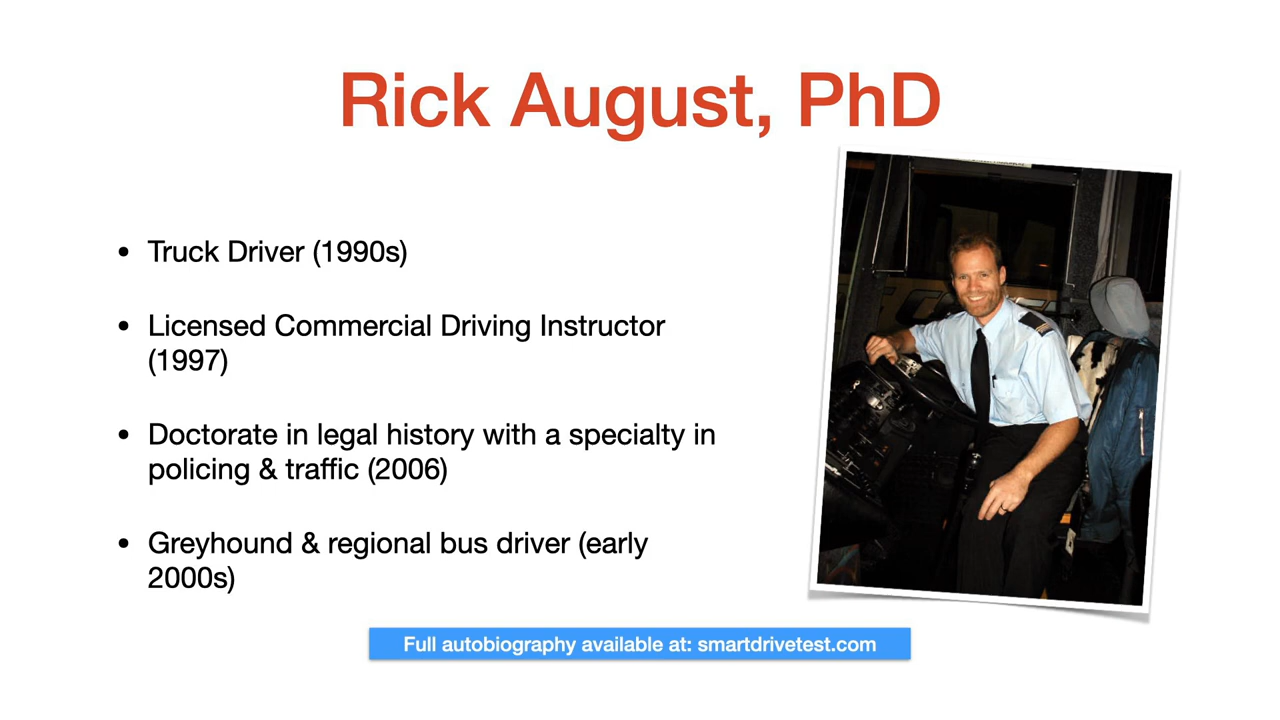 Rick August, PhD
• Truck Driver (1990s)
• Licensed Commercial Driving Instructor
(1997)
• Doctorate in legal history with a specialty in
policing & traffic (2006)
• Greyhound & regional bus driver (early
2000s)
Full autobiography available at: smartdrivetest.com